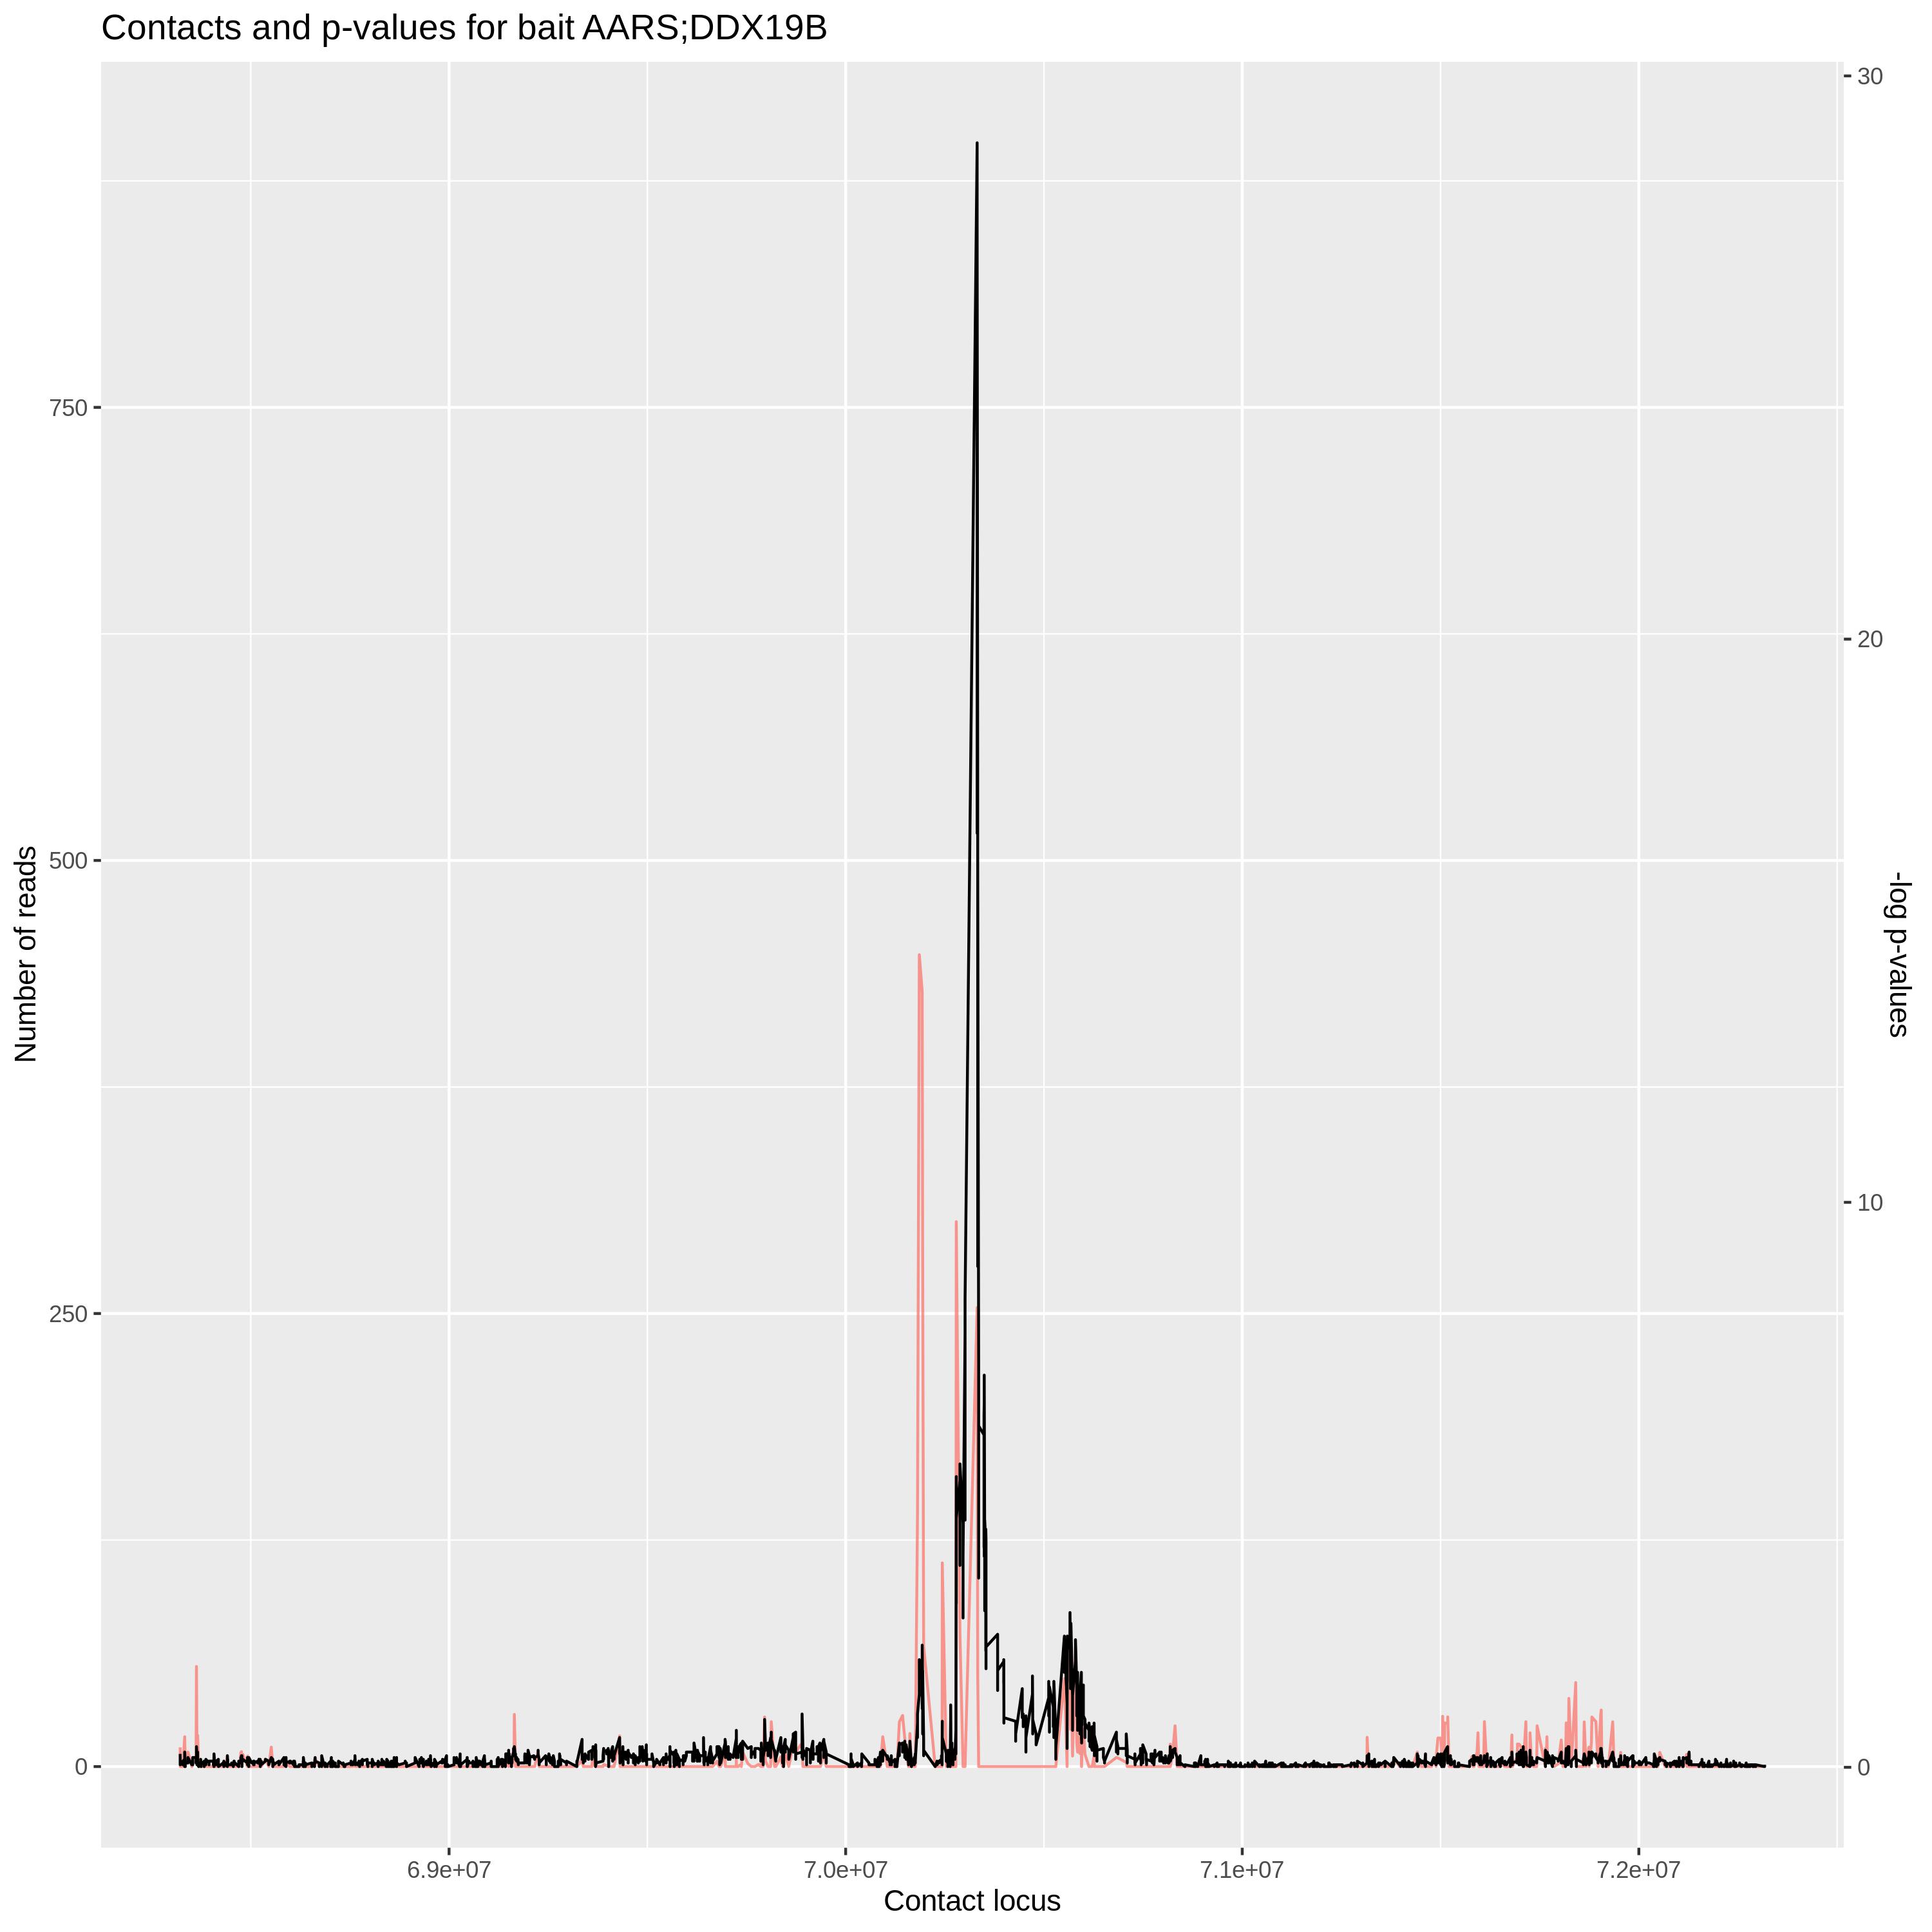 Contacts and p-values for bait AARS;DDX19B
30
750
20
500
Number of reads
-log p-values
10
250
0
0
6.9e+07
7.0e+07
7.1e+07
7.2e+07
Contact locus